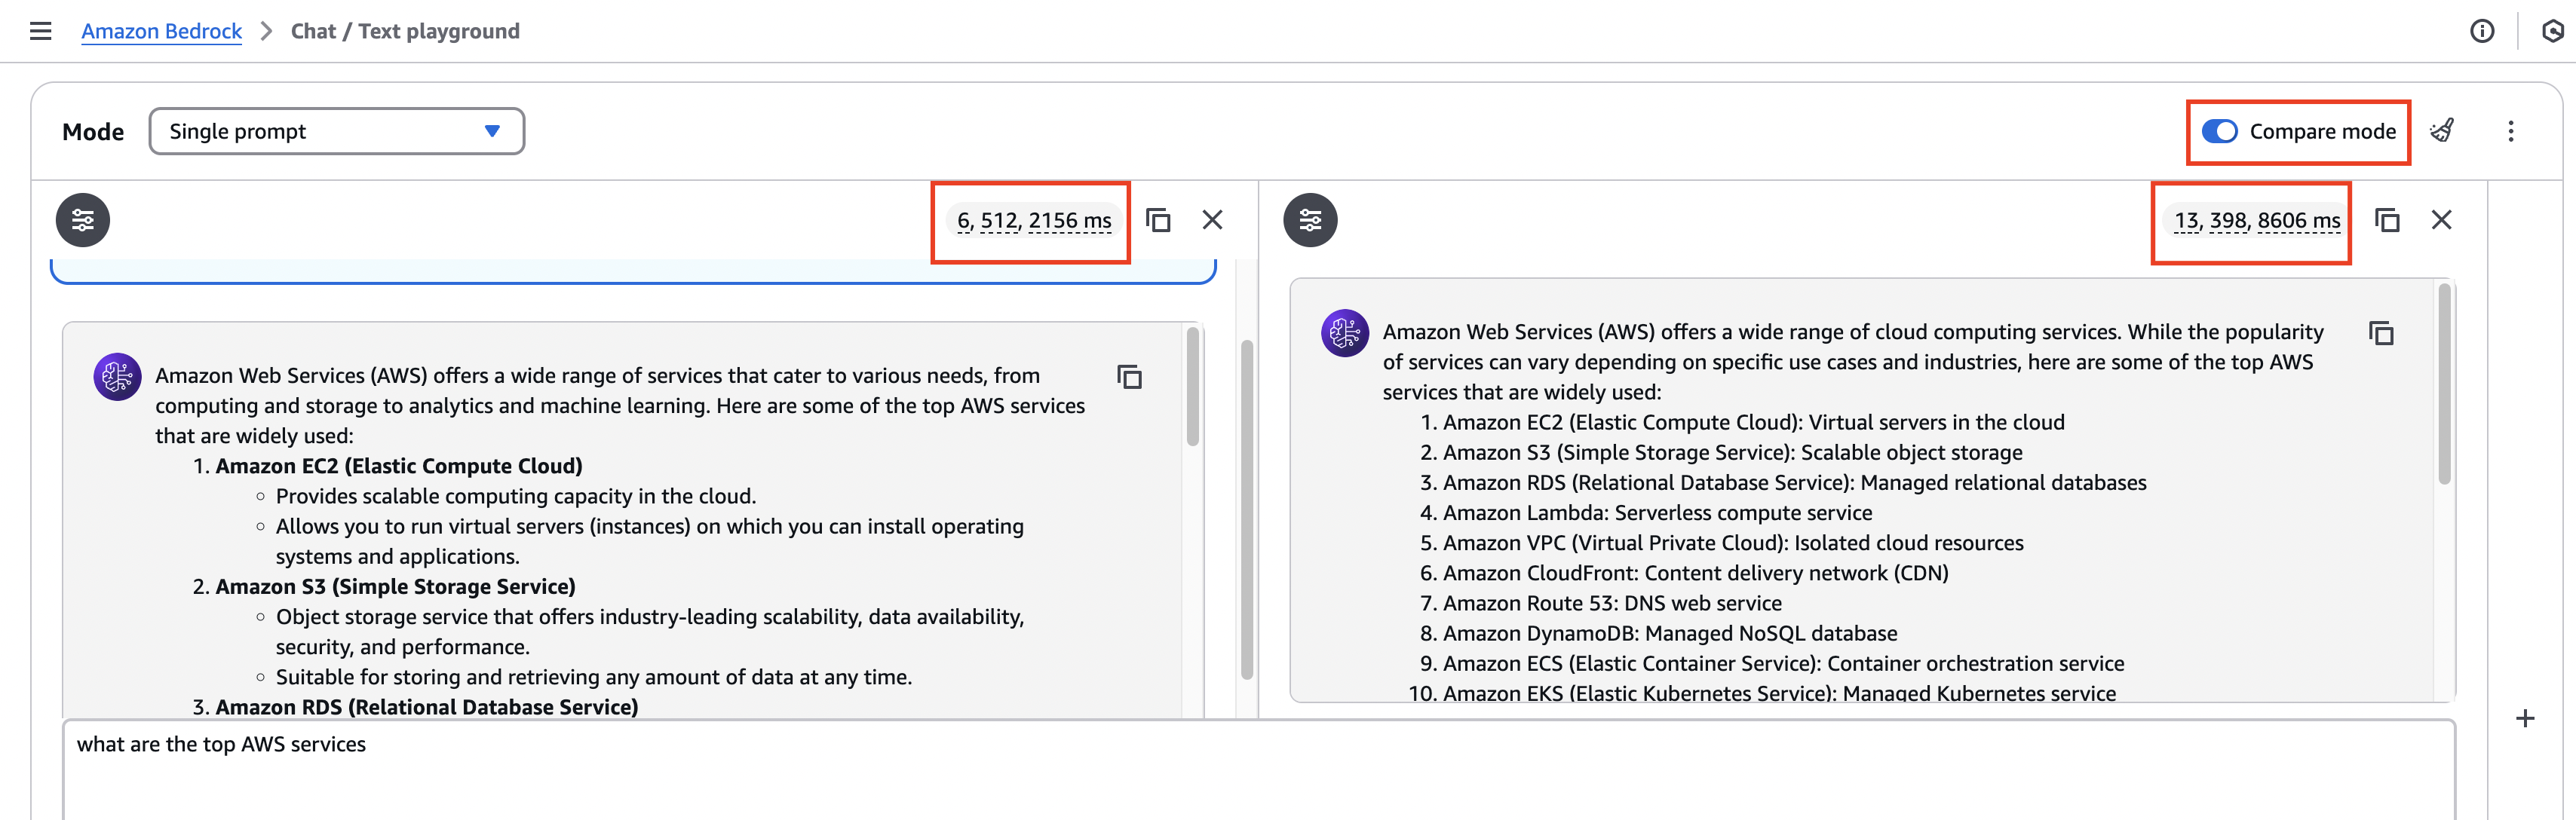 Amazon Bedrock > Chat / Text playground
Mode Single prompt Compare mode
6, 512, 2156 ms
Amazon Web Services (AWS) offers a wide range of services that cater to various needs, from
computing and storage to analytics and machine learning. Here are some of the top AWS services
that are widely used:
1. Amazon EC2 (Elastic Compute Cloud)
◦ Provides scalable computing capacity in the cloud.
◦ Allows you to run virtual servers (instances) on which you can install operating
systems and applications.
2. Amazon S3 (Simple Storage Service)
◦ Object storage service that offers industry-leading scalability, data availability,
security, and performance.
◦ Suitable for storing and retrieving any amount of data at any time.
3. Amazon RDS (Relational Database Service)
13, 398, 8606 ms
Amazon Web Services (AWS) offers a wide range of cloud computing services. While the popularity
of services can vary depending on specific use cases and industries, here are some of the top AWS
services that are widely used:
1. Amazon EC2 (Elastic Compute Cloud): Virtual servers in the cloud
2. Amazon S3 (Simple Storage Service): Scalable object storage
3. Amazon RDS (Relational Database Service): Managed relational databases
4. Amazon Lambda: Serverless compute service
5. Amazon VPC (Virtual Private Cloud): Isolated cloud resources
6. Amazon CloudFront: Content delivery network (CDN)
7. Amazon Route 53: DNS web service
8. Amazon DynamoDB: Managed NoSQL database
9. Amazon ECS (Elastic Container Service): Container orchestration service
10. Amazon EKS (Elastic Kubernetes Service): Managed Kubernetes service
what are the top AWS services